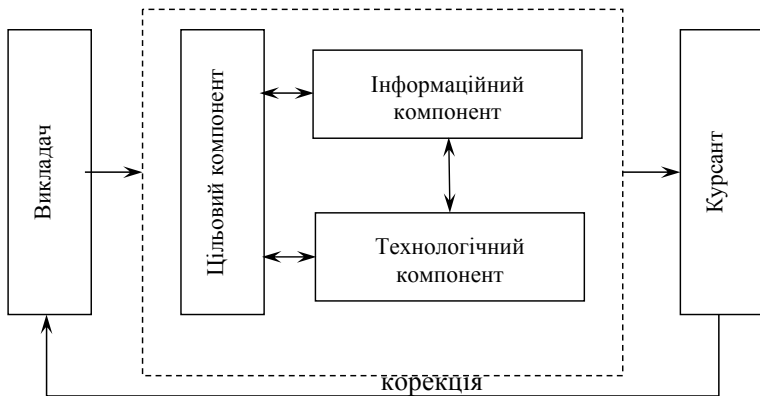 Викладач
Цільовий компонент
Інформаційний
компонент
Технологічний
компонент
Курсант
корекція